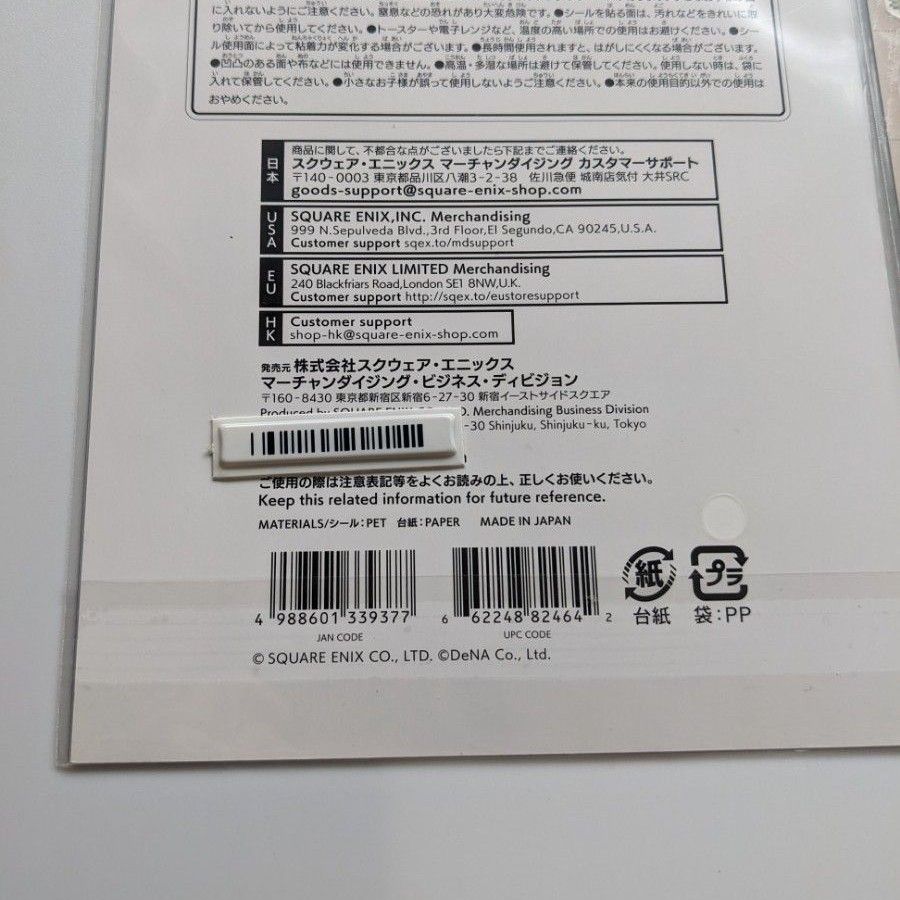 に入れないようにご注意ください。窒息などの恐れがあり大変危険です。●シールを貼る面は、汚れなどをきれいに拭き
取り除いてから使用してください。●トースターや電子レンジなど、温度の高い場所での使用はお避けください。●シー
ル使用面によって粘着力が変化する場合がございます。●長時間使用されますと、はがしにくくなる場合がございます。
●凹凸のある面や布などには使用できません。●高温・多湿な場所は避けて保管してください。使用しない時は、袋に
入れて保管してください。●小さなお子様が誤って使用しないようご注意ください。●本来の使用目的以外での使用は
おやめください。
日本
商品に関して、不都合な点がございましたら下記までご連絡ください。
スクウェア・エニックス マーチャンダイジング カスタマーサポート
〒140-0003 東京都品川区八潮3-2-38 佐川急便 城南店気付 大井SRC
goods-support@square-enix-shop.com
USA
SQUARE ENIX,INC. Merchandising
999 N.Sepulveda Blvd.,3rd Floor,El Segundo,CA 90245,U.S.A.
Customer support sqex.to/mdsupport
EU
SQUARE ENIX LIMITED Merchandising
240 Blackfriars Road,London SE1 8NW,U.K.
Customer support http://sqex.to/eustoresupport
HK
Customer support
shop-hk@square-enix-shop.com
発売元 株式会社スクウェア・エニックス
マーチャンダイジング・ビジネス・ディビジョン
〒160-8430 東京都新宿区新宿6-27-30 新宿イーストサイドスクエア
Produced by SQUARE ENIX CO., LTD. Merchandising Business Division
-30 Shinjuku, Shinjuku-ku, Tokyo
ご使用の際は注意表記等をよくお読みの上、正しくお使いください。
Keep this related information for future reference.
MATERIALS/シール:PET 台紙:PAPER MADE IN JAPAN
4 988601 339377
JAN CODE
6 62248 82464 2
UPC CODE
紙
台紙
プラ
袋:PP
© SQUARE ENIX CO., LTD. ©DeNA Co., Ltd.